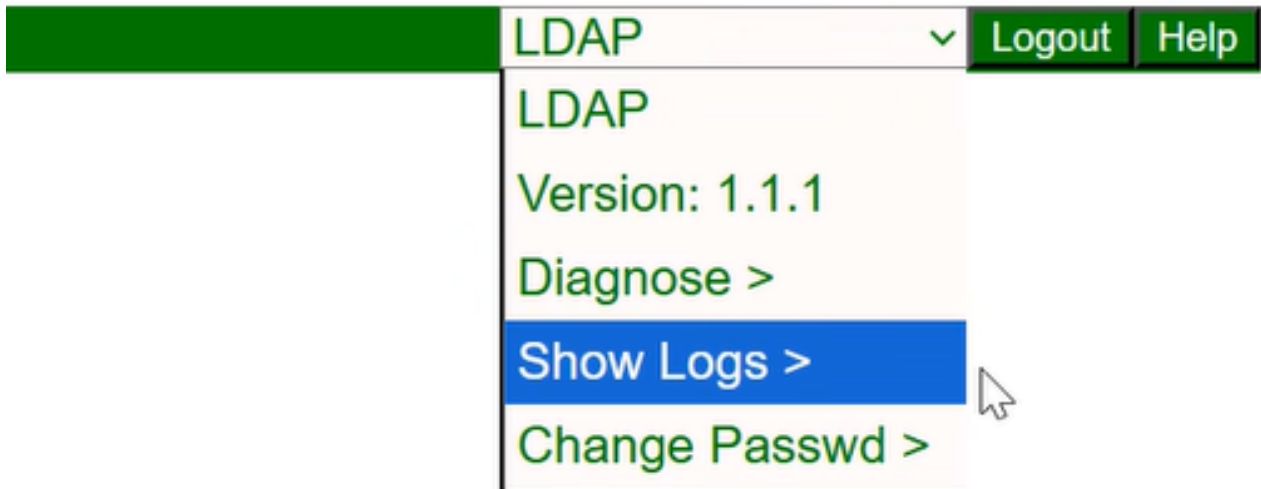 LDAP Logout Help
LDAP
Version: 1.1.1
Diagnose >
Show Logs >
Change Passwd >